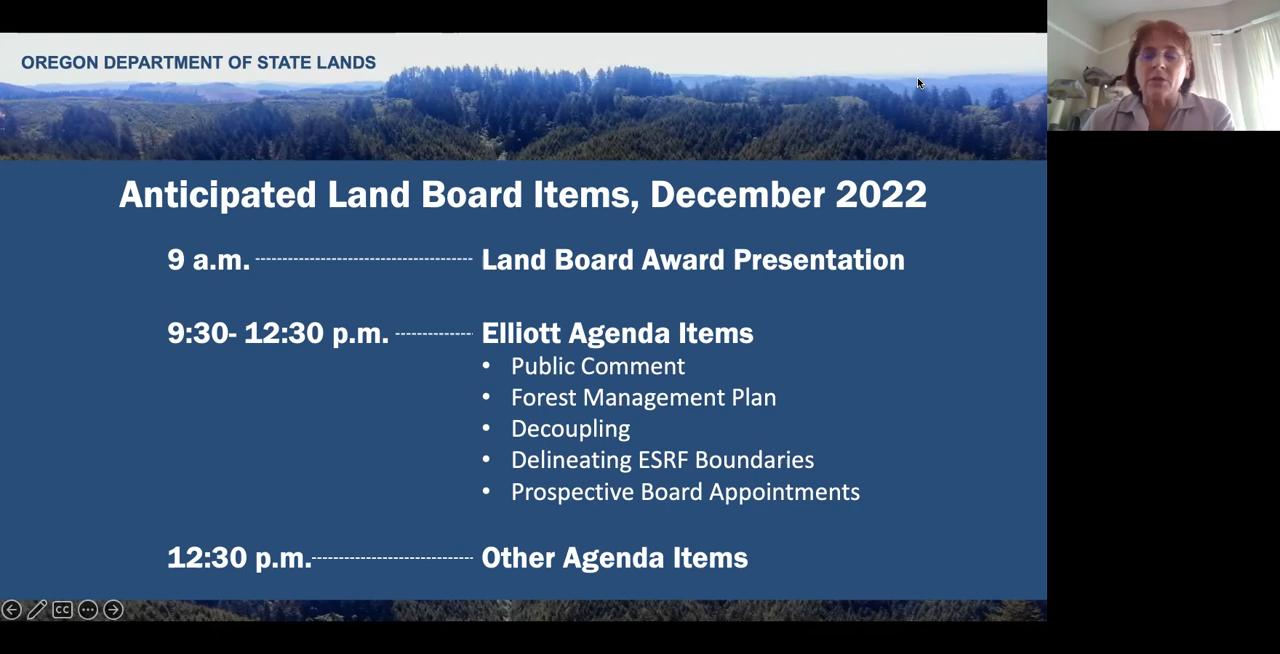 OREGON DEPARTMENT OF STATE LANDS
Anticipated Land Board Items, December 2022
9 a.m. Land Board Award Presentation
9:30- 12:30 p.m. Elliott Agenda Items
• Public Comment
• Forest Management Plan
• Decoupling
• Delineating ESRF Boundaries
• Prospective Board Appointments
12:30 p.m. Other Agenda Items
CC